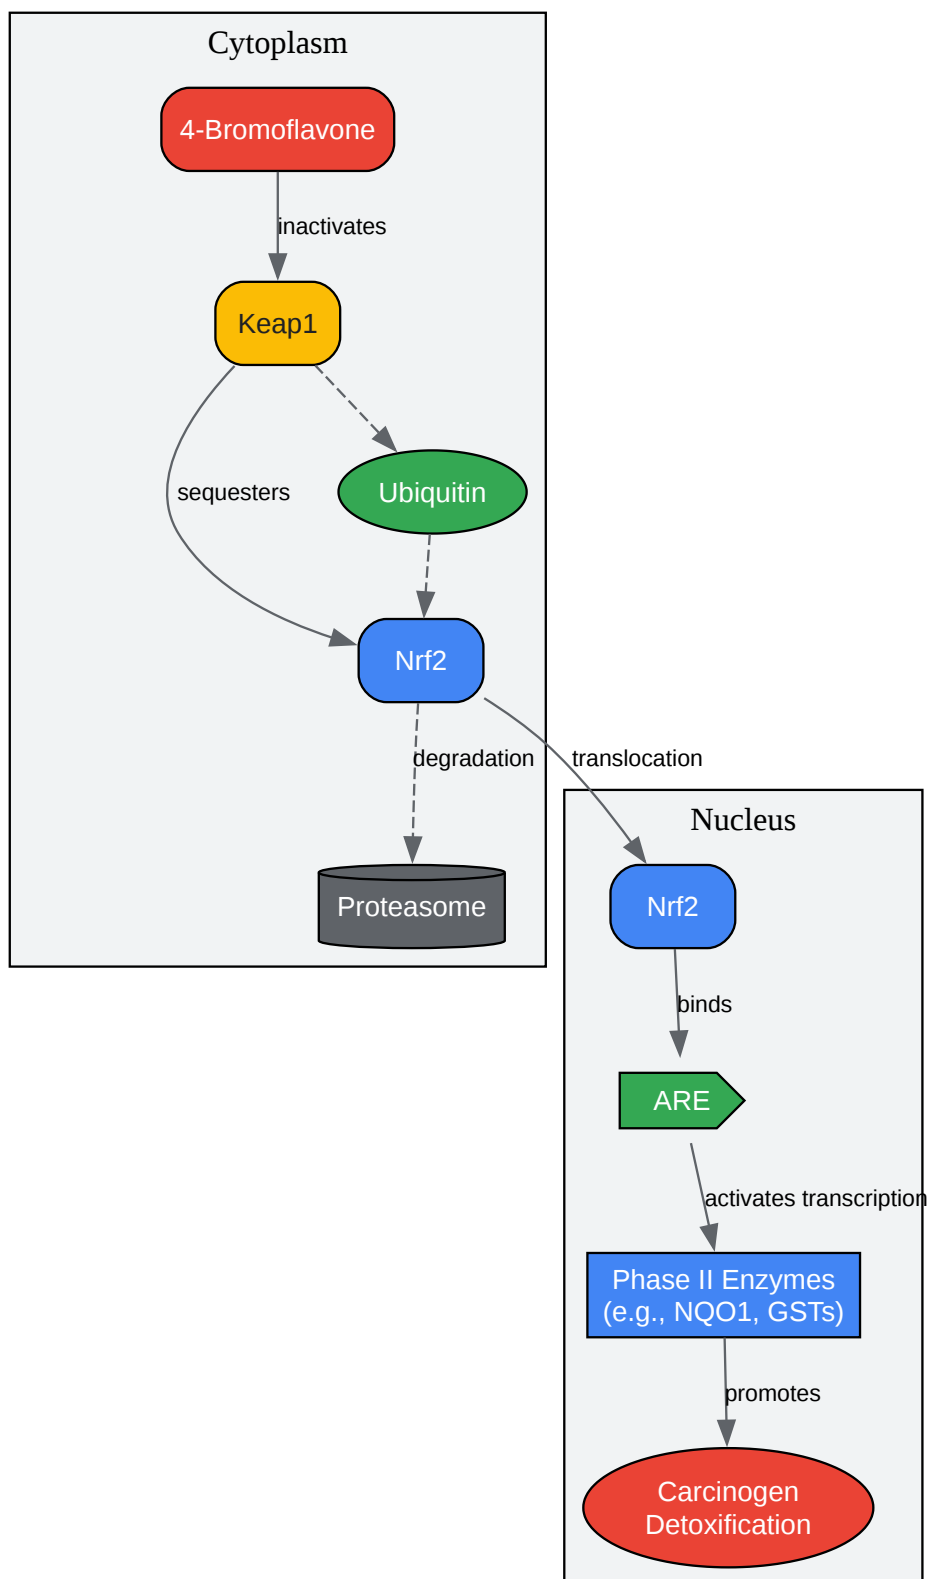 Cytoplasm
4-Bromoflavone
inactivates
Keap1
sequesters
Ubiquitin
Nrf2
degradation
translocation
Proteasome
Nucleus
Nrf2
binds
ARE
activates transcription
Phase II Enzymes
(e.g., NQO1, GSTs)
promotes
Carcinogen
Detoxification